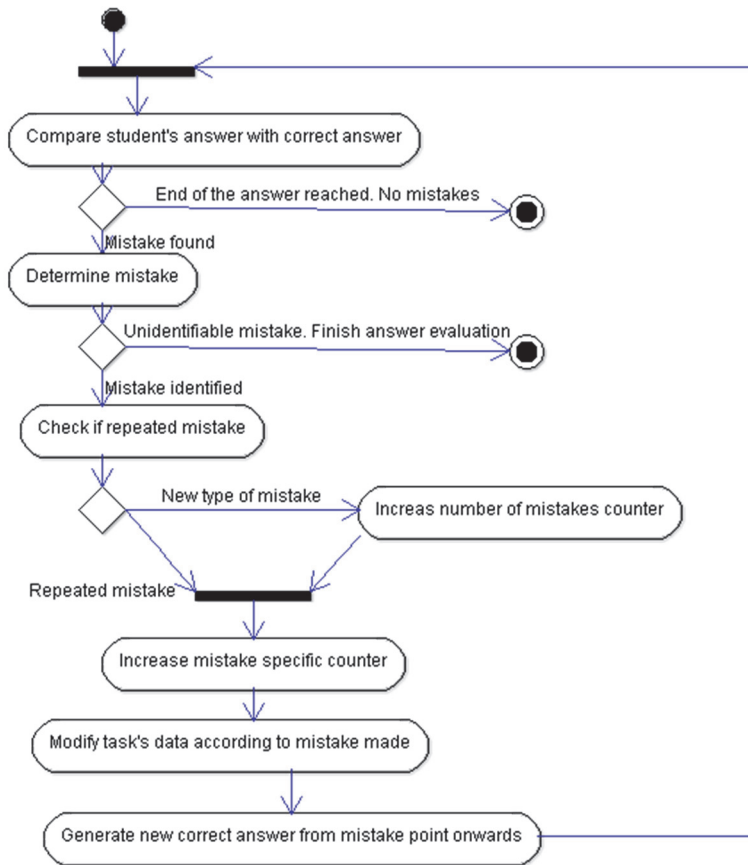 Compare student's answer with correct answer
End of the answer reached. No mistakes
Mistake found
Determine mistake
Unidentifiable mistake. Finish answer evaluation
Mistake identified
Check if repeated mistake
New type of mistake
Increas number of mistakes counter
Repeated mistake
Increase mistake specific counter
Modify task's data according to mistake made
Generate new correct answer from mistake point onwards